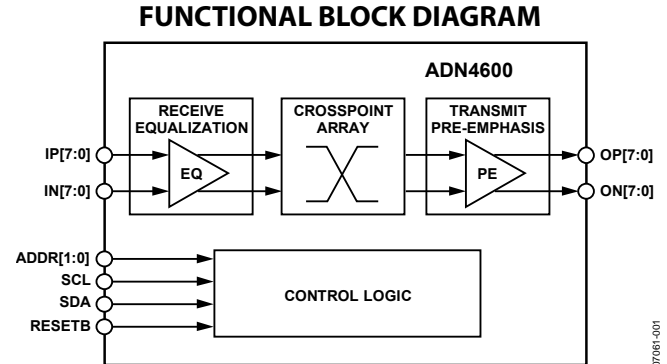 FUNCTIONAL BLOCK DIAGRAM
ADN4600
RECEIVE
EQUALIZATION
CROSSPOINT
ARRAY
TRANSMIT
PRE-EMPHASIS
IP[7:0]
IN[7:0]
EQ
PE
OP[7:0]
ON[7:0]
ADDR[1:0]
SCL
SDA
RESETB
CONTROL LOGIC
07061-001